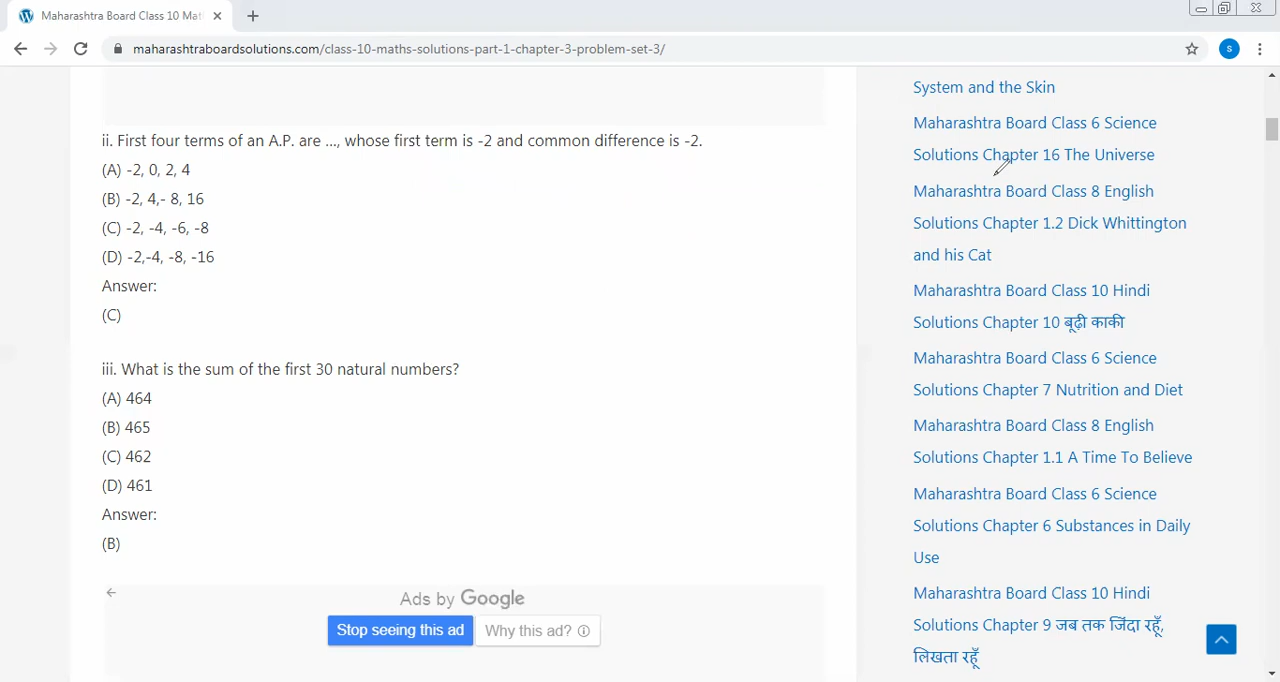 Maharashtra Board Class 10 Mat
maharashtraboardsolutions.com/class-10-maths-solutions-part-1-chapter-3-problem-set-3/
S
ii. First four terms of an A.P. are ..., whose first term is -2 and common difference is -2.
(A) -2, 0, 2, 4
(B) -2, 4,- 8, 16
(C) -2, -4, -6, -8
(D) -2,-4, -8, -16
Answer:
(C)
iii. What is the sum of the first 30 natural numbers?
(A) 464
(B) 465
(C) 462
(D) 461
Answer:
(B)
Ads by Google
Stop seeing this ad
Why this ad?
System and the Skin
Maharashtra Board Class 6 Science
Solutions Chapter 16 The Universe
Maharashtra Board Class 8 English
Solutions Chapter 1.2 Dick Whittington
and his Cat
Maharashtra Board Class 10 Hindi
Solutions Chapter 10 बूढ़ी काकी
Maharashtra Board Class 6 Science
Solutions Chapter 7 Nutrition and Diet
Maharashtra Board Class 8 English
Solutions Chapter 1.1 A Time To Believe
Maharashtra Board Class 6 Science
Solutions Chapter 6 Substances in Daily
Use
Maharashtra Board Class 10 Hindi
Solutions Chapter 9 जब तक जिंदा रहूँ,
लिखता रहूँ